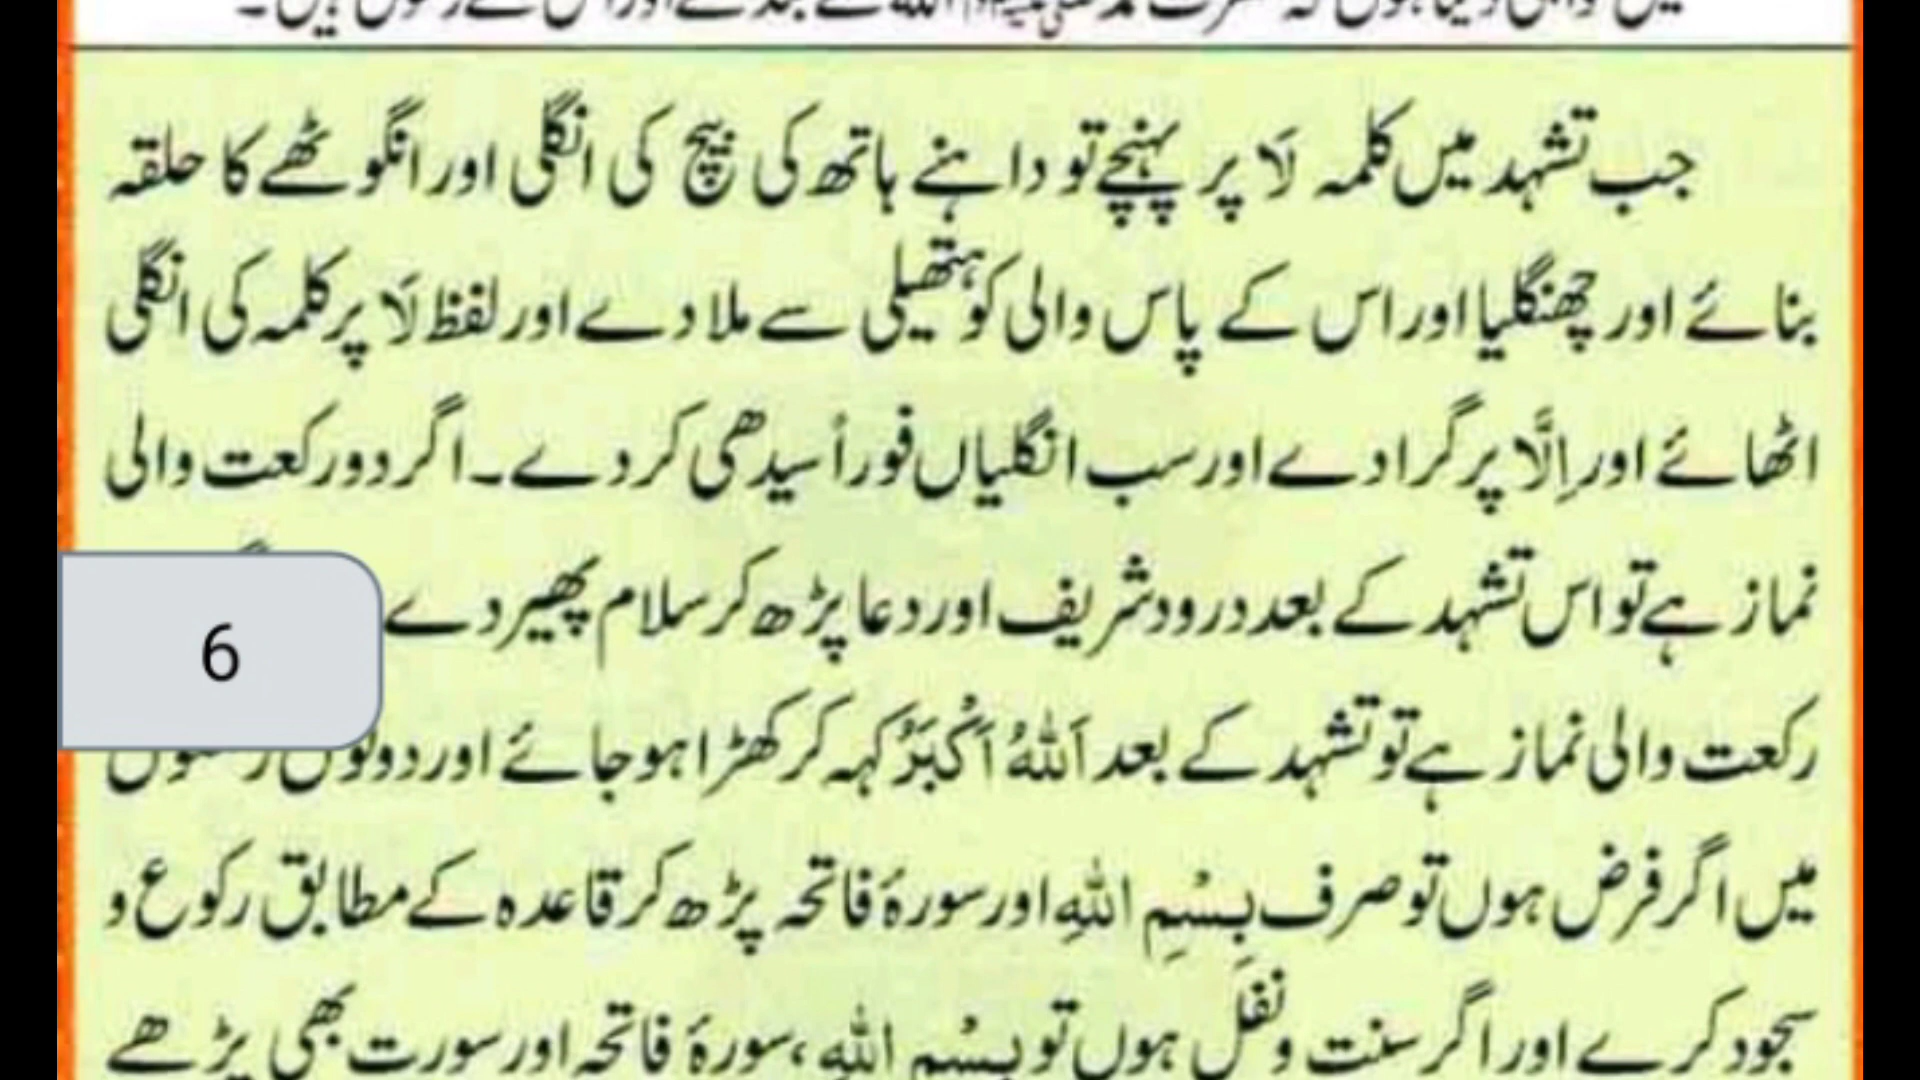 جب تشہد میں کلمہ لَا پر پہنچے تو داہنے ہاتھ کی بیچ کی انگلی اور انگوٹھے کا حلقہ
بنائے اور چھنگلیا اور اس کے پاس والی کو ہتھیلی سے ملا دے اور لفظ لَا پر کلمہ کی انگلی
اٹھائے اور اِلَّا پر گرا دے اور سب انگلیاں فوراً سیدھی کر دے۔ اگر دو رکعت والی
نماز ہے تو اس تشہد کے بعد درود شریف اور دعا پڑھ کر سلام پھیر دے
6
رکعت والی نماز ہے تو تشہد کے بعد اَللّٰهُ اَکْبَرُ کہہ کر کھڑا ہو جائے اور دونوں
میں اگر فرض ہوں تو صرف بِسْمِ اللّٰهِ اور سورۂ فاتحہ پڑھ کر قاعدہ کے مطابق رکوع و
سجود کرے اور اگر سنت و نفل ہوں تو بِسْمِ اللّٰهِ، سورۂ فاتحہ اور سورت بھی پڑھے